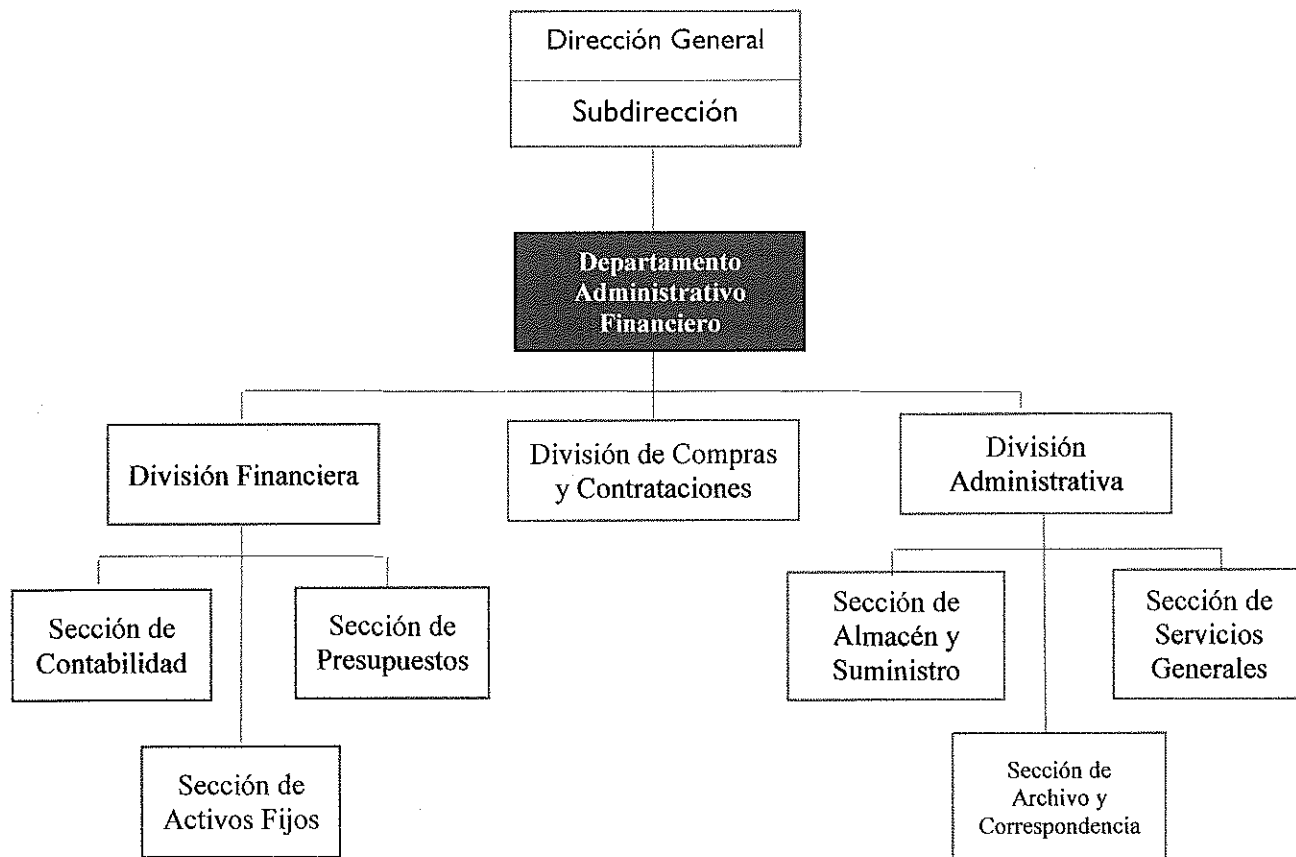 Dirección General
Subdirección
Departamento
Administrativo
Financiero
División Financiera
División de Compras
y Contrataciones
División
Administrativa
Sección de
Contabilidad
Sección de
Presupuestos
Sección de
Activos Fijos
Sección de
Almacén y
Suministro
Sección de
Servicios
Generales
Sección de
Archivo y
Correspondencia